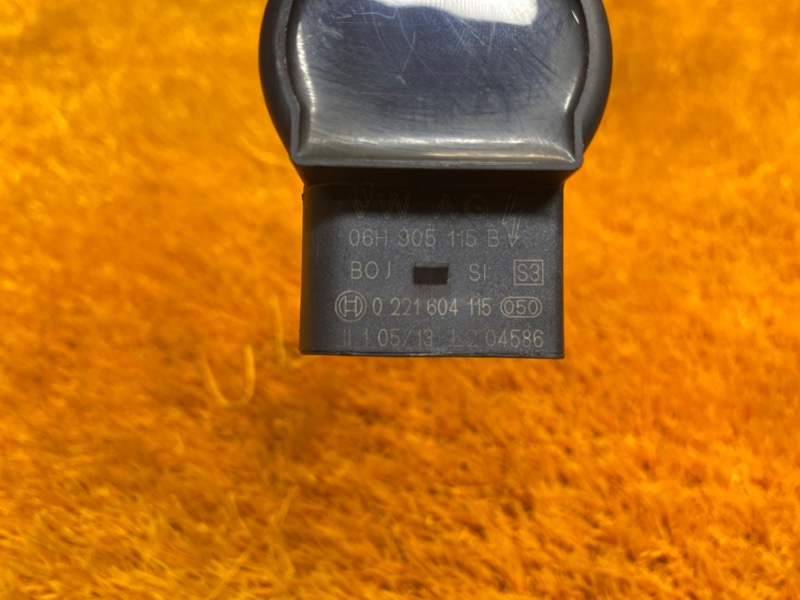 VW AG
06H 905 115 B
BOJ SI S3
0 221 604 115 050
05/13 04586